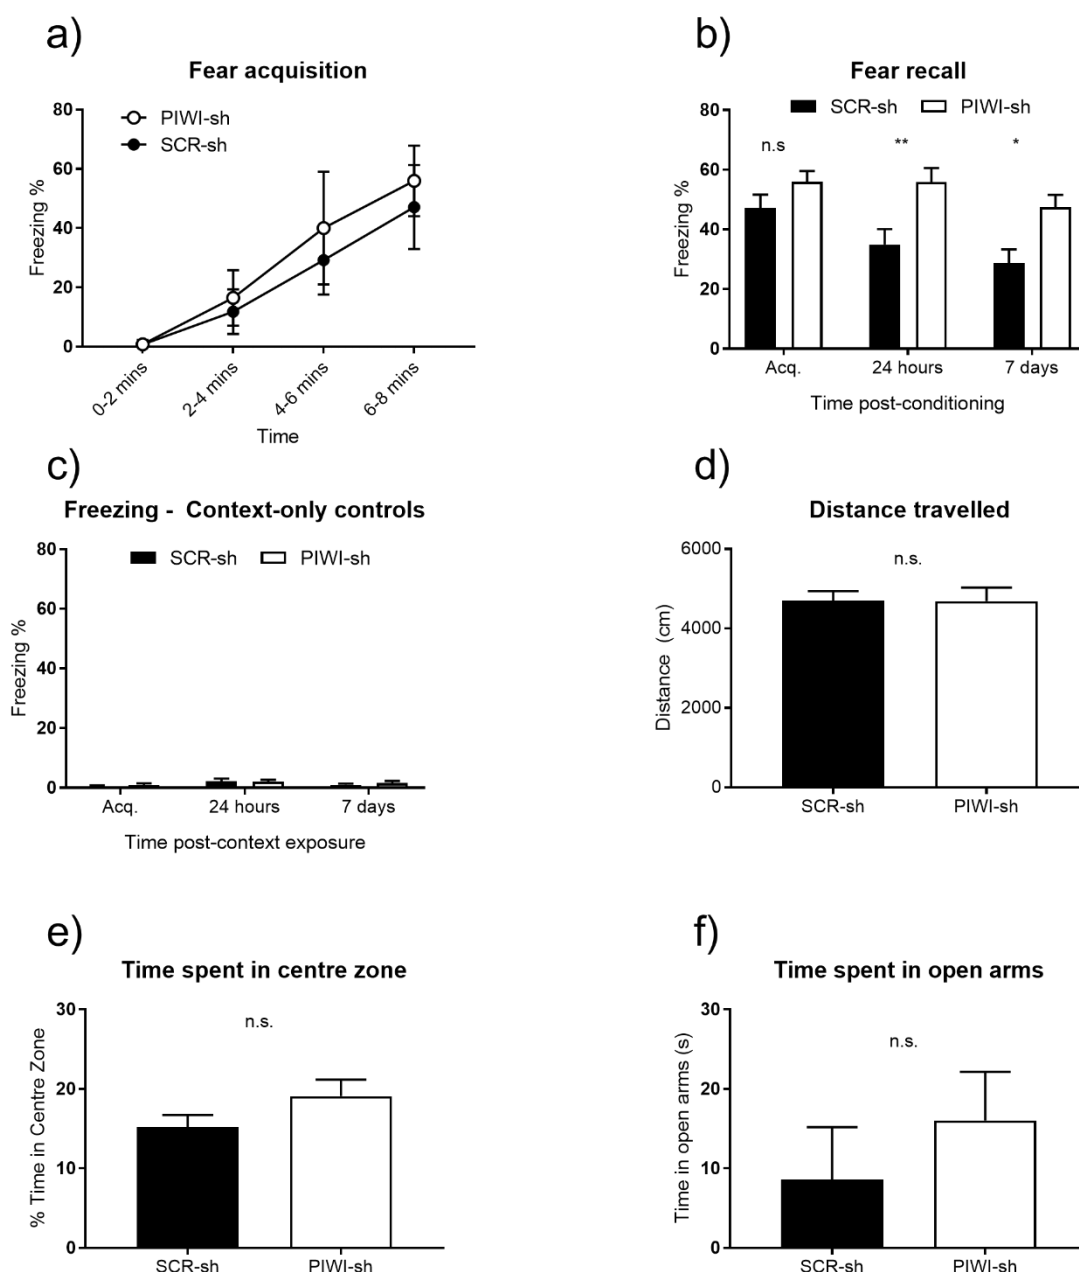 a)
Fear acquisition
PIWI-sh
SCR-sh
80
60
40
20
0
Freezing %
0-2 mins
2-4 mins
4-6 mins
6-8 mins
Time
b)
Fear recall
SCR-sh PIWI-sh
80
60
40
20
0
Freezing %
n.s
**
*
Acq. 24 hours 7 days
Time post-conditioning
c)
Freezing - Context-only controls
SCR-sh PIWI-sh
80
60
40
20
0
Freezing %
Acq. 24 hours 7 days
Time post-context exposure
d)
Distance travelled
n.s.
6000
4000
2000
0
Distance (cm)
SCR-sh PIWI-sh
e)
Time spent in centre zone
n.s.
30
20
10
0
% Time in Centre Zone
SCR-sh PIWI-sh
f)
Time spent in open arms
n.s.
30
20
10
0
Time in open arms (s)
SCR-sh PIWI-sh